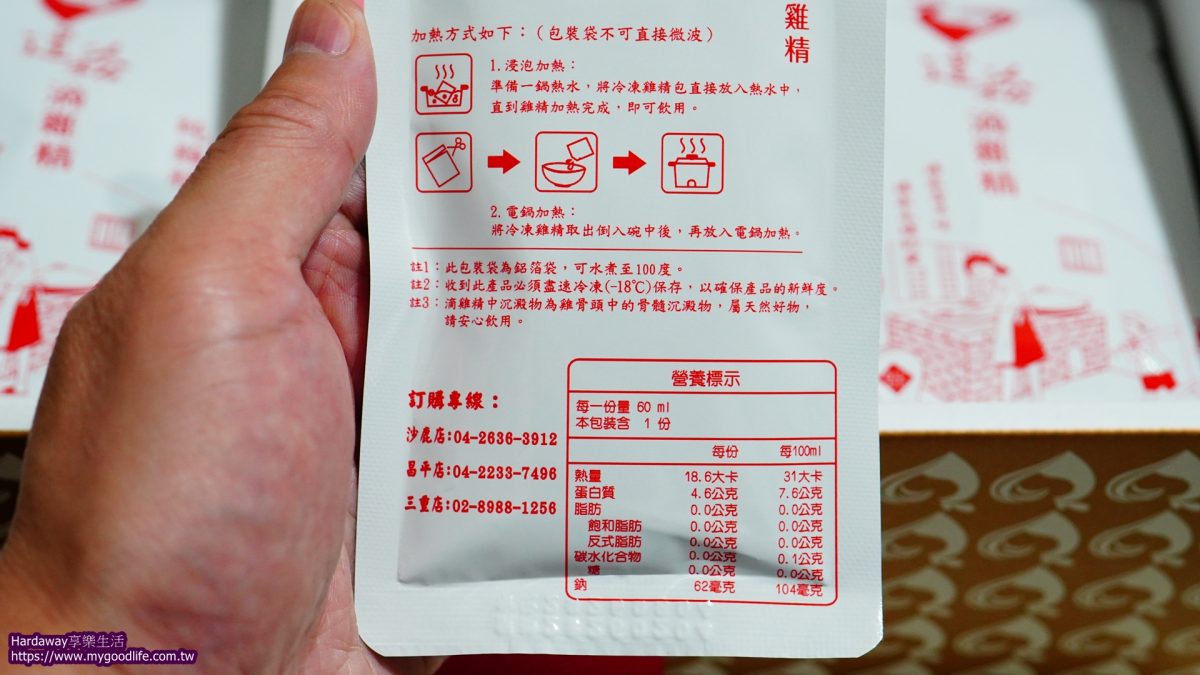 雞精
加熱方式如下：（包裝袋不可直接微波）
1. 浸泡加熱：
準備一鍋熱水，將冷凍雞精包直接放入熱水中，
直到雞精加熱完成，即可飲用。
2. 電鍋加熱：
將冷凍雞精取出倒入碗中後，再放入電鍋加熱。
註1：此包裝袋為鋁箔袋，可水煮至100度。
註2：收到此產品必須盡速冷凍(-18℃)保存，以確保產品的新鮮度。
註3：滴雞精中沉澱物為雞骨頭中的骨髓沉澱物，屬天然好物，
請安心飲用。
訂購專線：
沙鹿店:04-2636-3912
昌平店:04-2233-7496
三重店:02-8988-1256
營養標示
每一份量 60 ml
本包裝含 1 份
每份 每100ml
熱量 18.6大卡 31大卡
蛋白質 4.6公克 7.6公克
脂肪 0.0公克 0.0公克
飽和脂肪 0.0公克 0.0公克
反式脂肪 0.0公克 0.0公克
碳水化合物 0.0公克 0.1公克
糖 0.0公克 0.0公克
鈉 62毫克 104毫克
滴雞精
滴雞精
Hardaway享樂生活
https://www.mygoodlife.com.tw